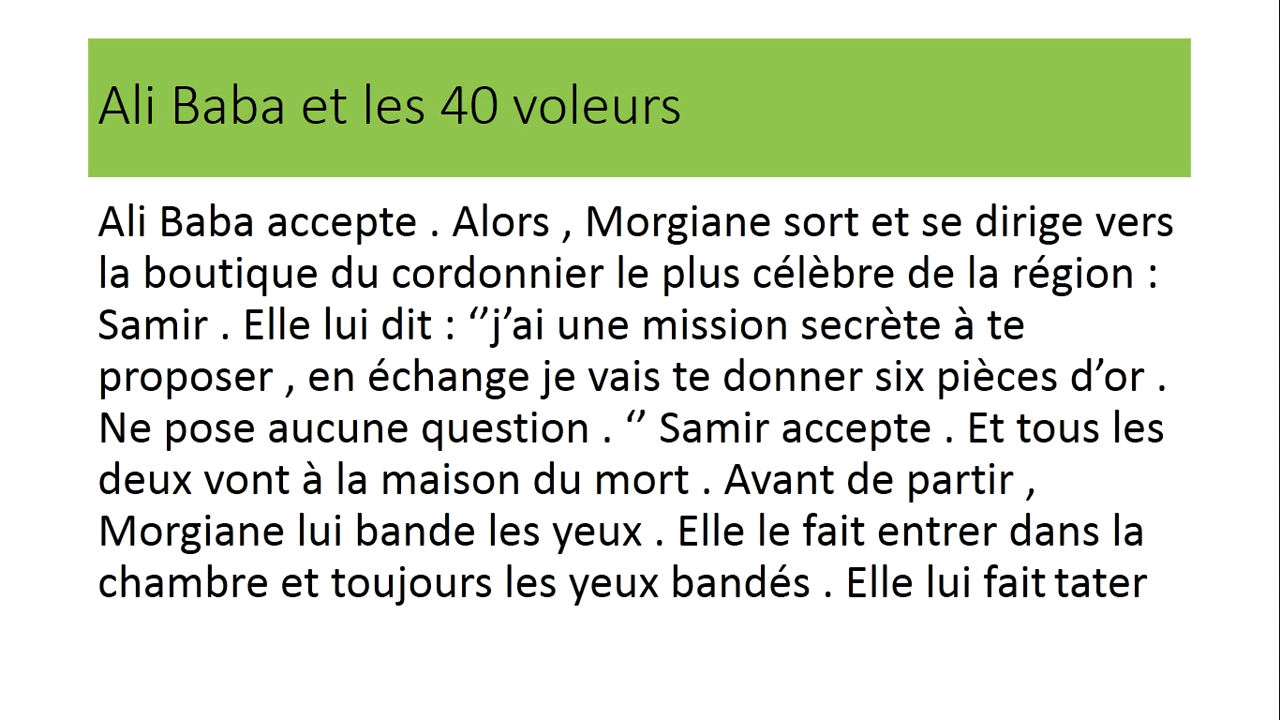 Ali Baba et les 40 voleurs
Ali Baba accepte . Alors , Morgiane sort et se dirige vers
la boutique du cordonnier le plus célèbre de la région :
Samir . Elle lui dit : ‘’j’ai une mission secrète à te
proposer , en échange je vais te donner six pièces d’or .
Ne pose aucune question . ‘’ Samir accepte . Et tous les
deux vont à la maison du mort . Avant de partir ,
Morgiane lui bande les yeux . Elle le fait entrer dans la
chambre et toujours les yeux bandés . Elle lui fait tater